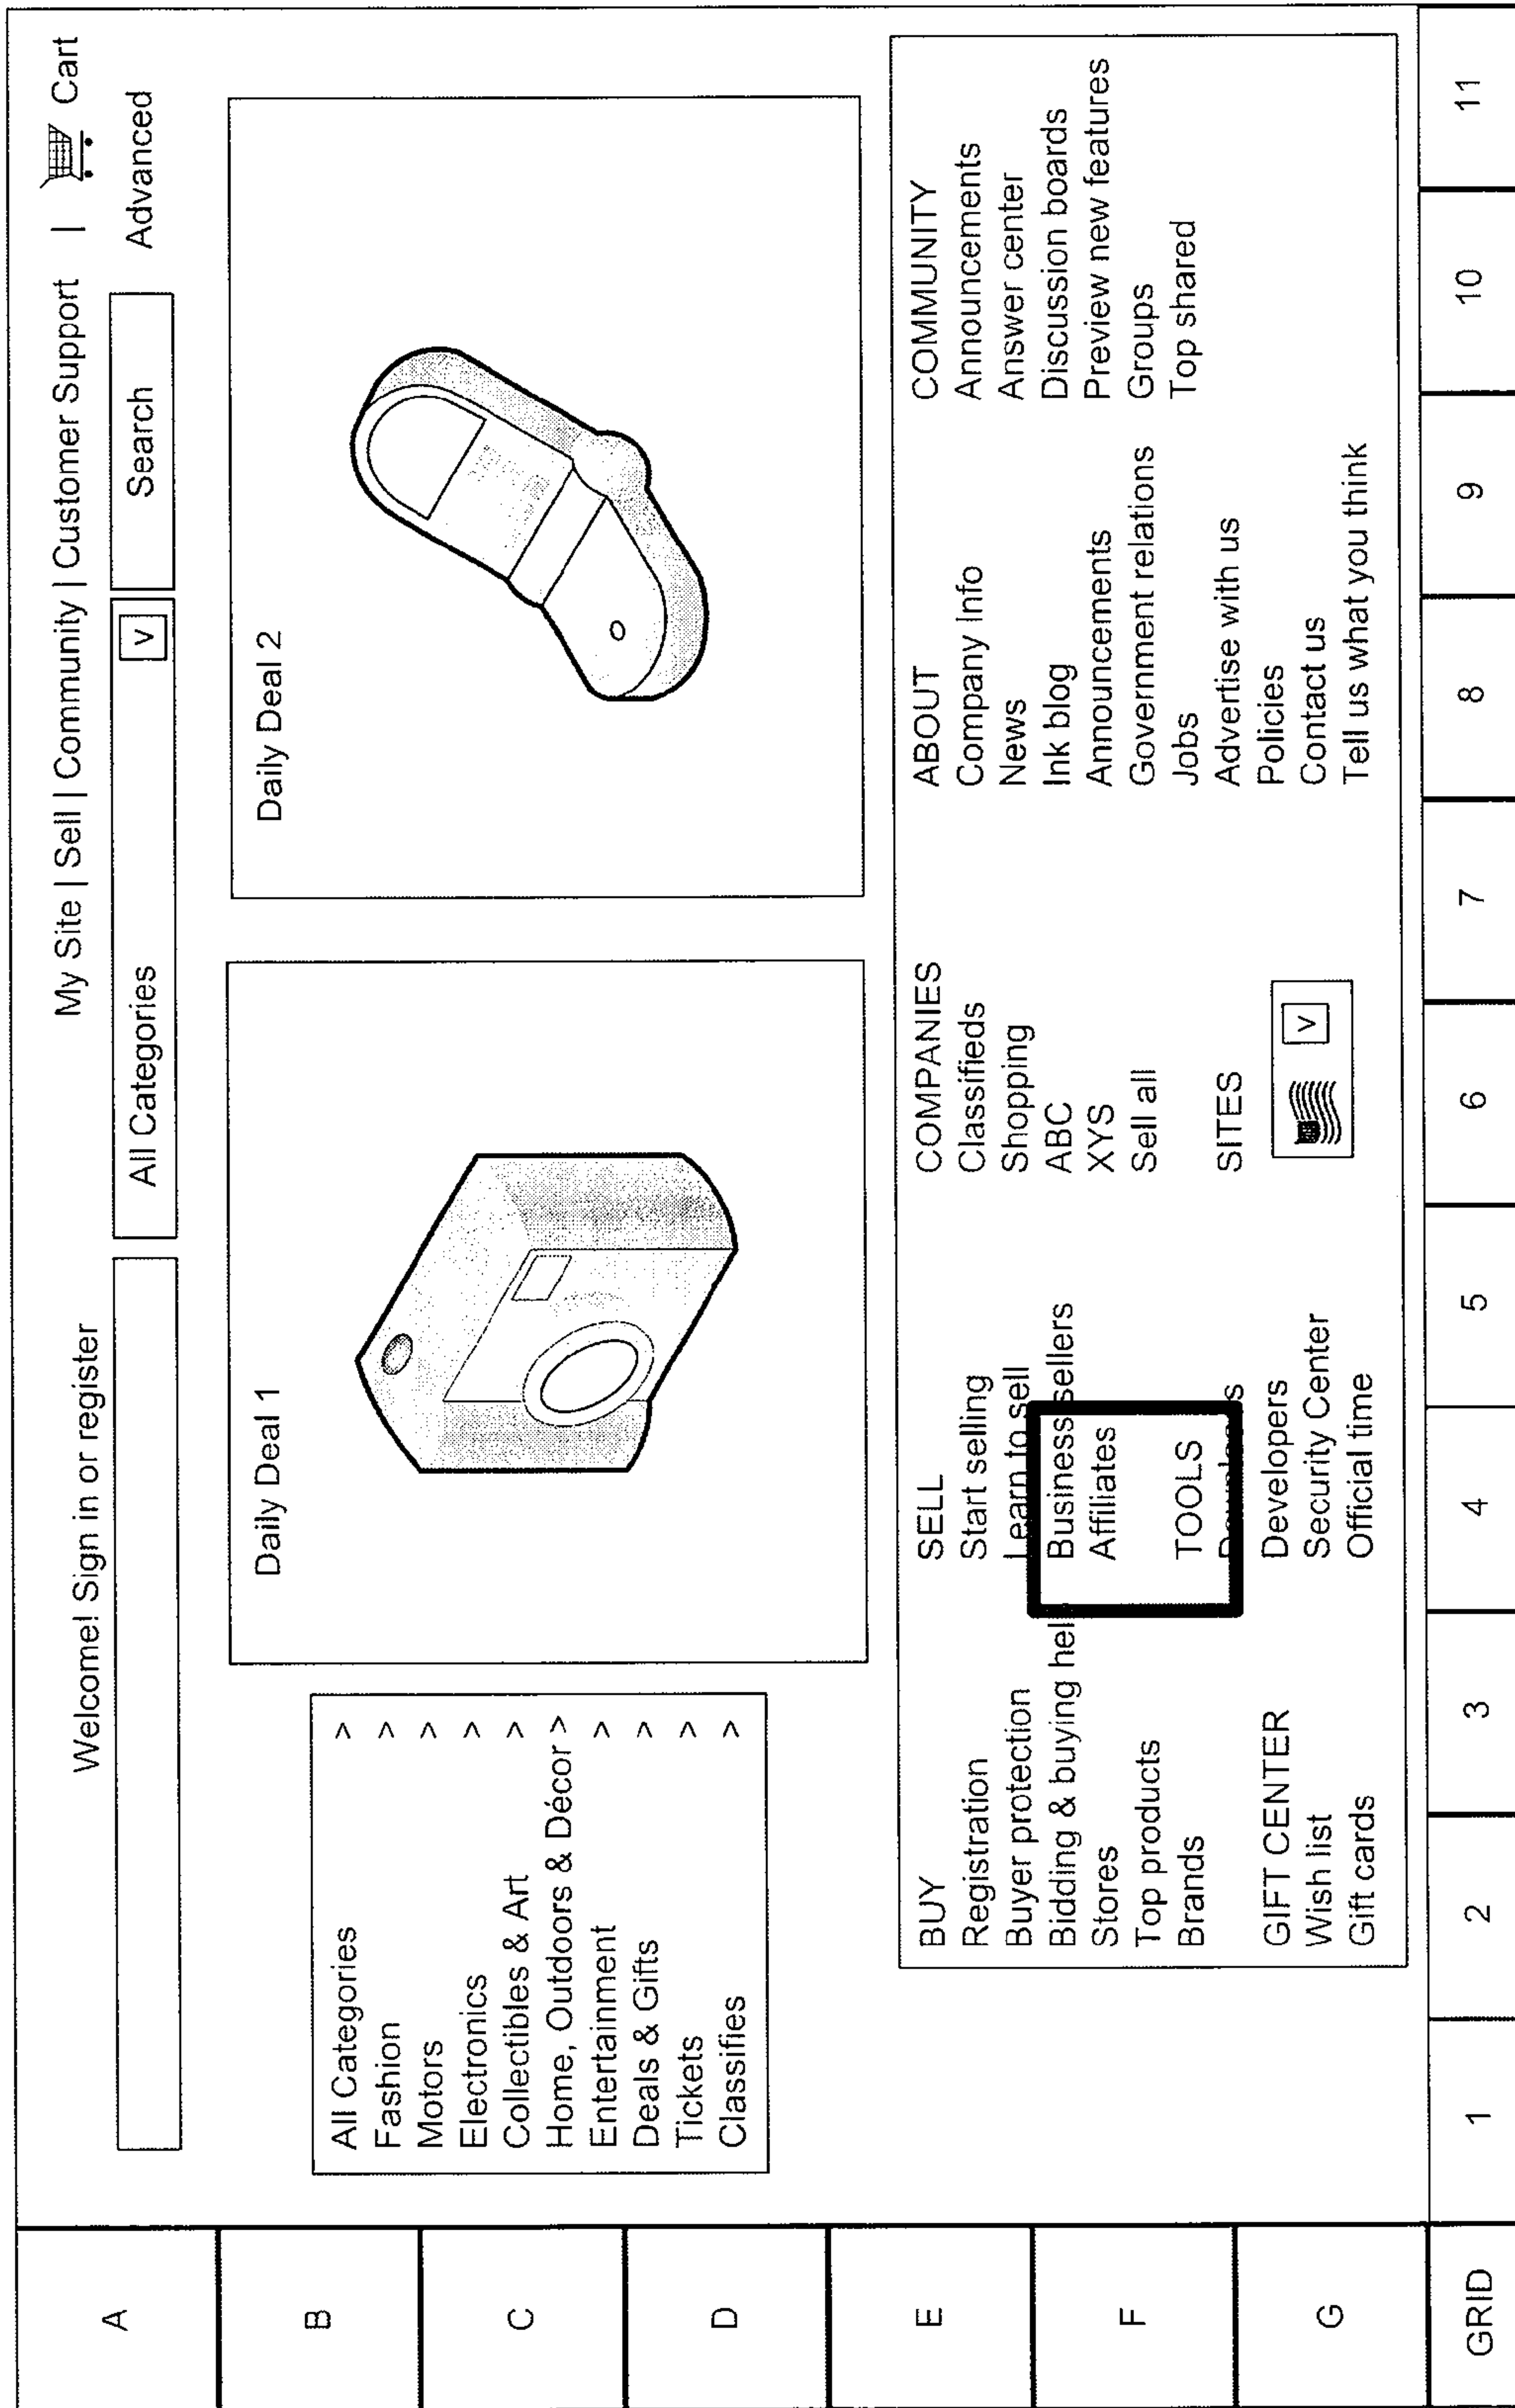 Welcome! Sign in or register
My Site | Sell | Community | Customer Support | Cart
All Categories V Search Advanced
All Categories >
Fashion >
Motors >
Electronics >
Collectibles & Art >
Home, Outdoors & Décor >
Entertainment >
Deals & Gifts >
Tickets >
Classifies >
Daily Deal 1
Daily Deal 2
BUY
Registration
Buyer protection
Bidding & buying hel
Stores
Top products
Brands
GIFT CENTER
Wish list
Gift cards
SELL
Start selling
Learn to sell
Business sellers
Affiliates
TOOLS
Developers
Security Center
Official time
COMPANIES
Classifieds
Shopping
ABC
XYS
Sell all
SITES
V
ABOUT
Company Info
News
Ink blog
Announcements
Government relations
Jobs
Advertise with us
Policies
Contact us
Tell us what you think
COMMUNITY
Announcements
Answer center
Discussion boards
Preview new features
Groups
Top shared
A
B
C
D
E
F
G
GRID 1 2 3 4 5 6 7 8 9 10 11